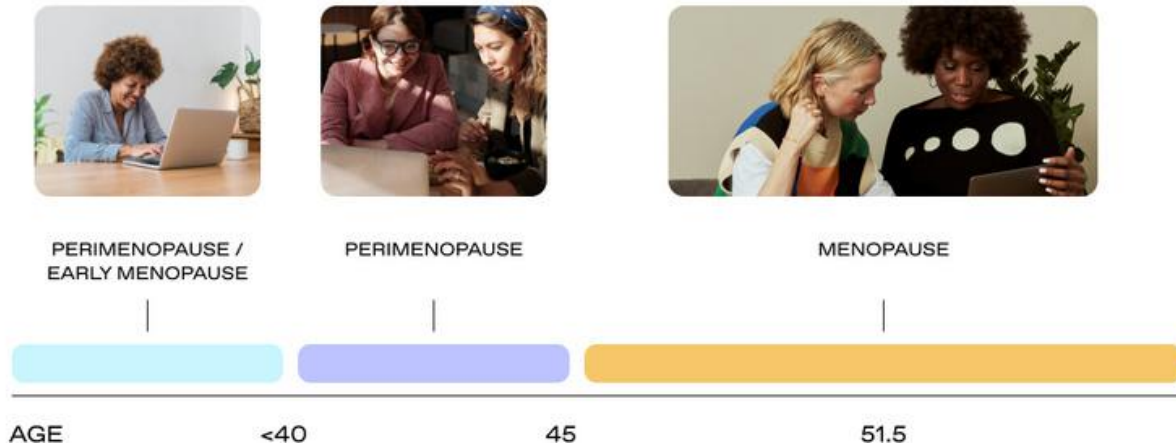 PERIMENOPAUSE /
EARLY MENOPAUSE
PERIMENOPAUSE
MENOPAUSE
AGE <40 45 51.5